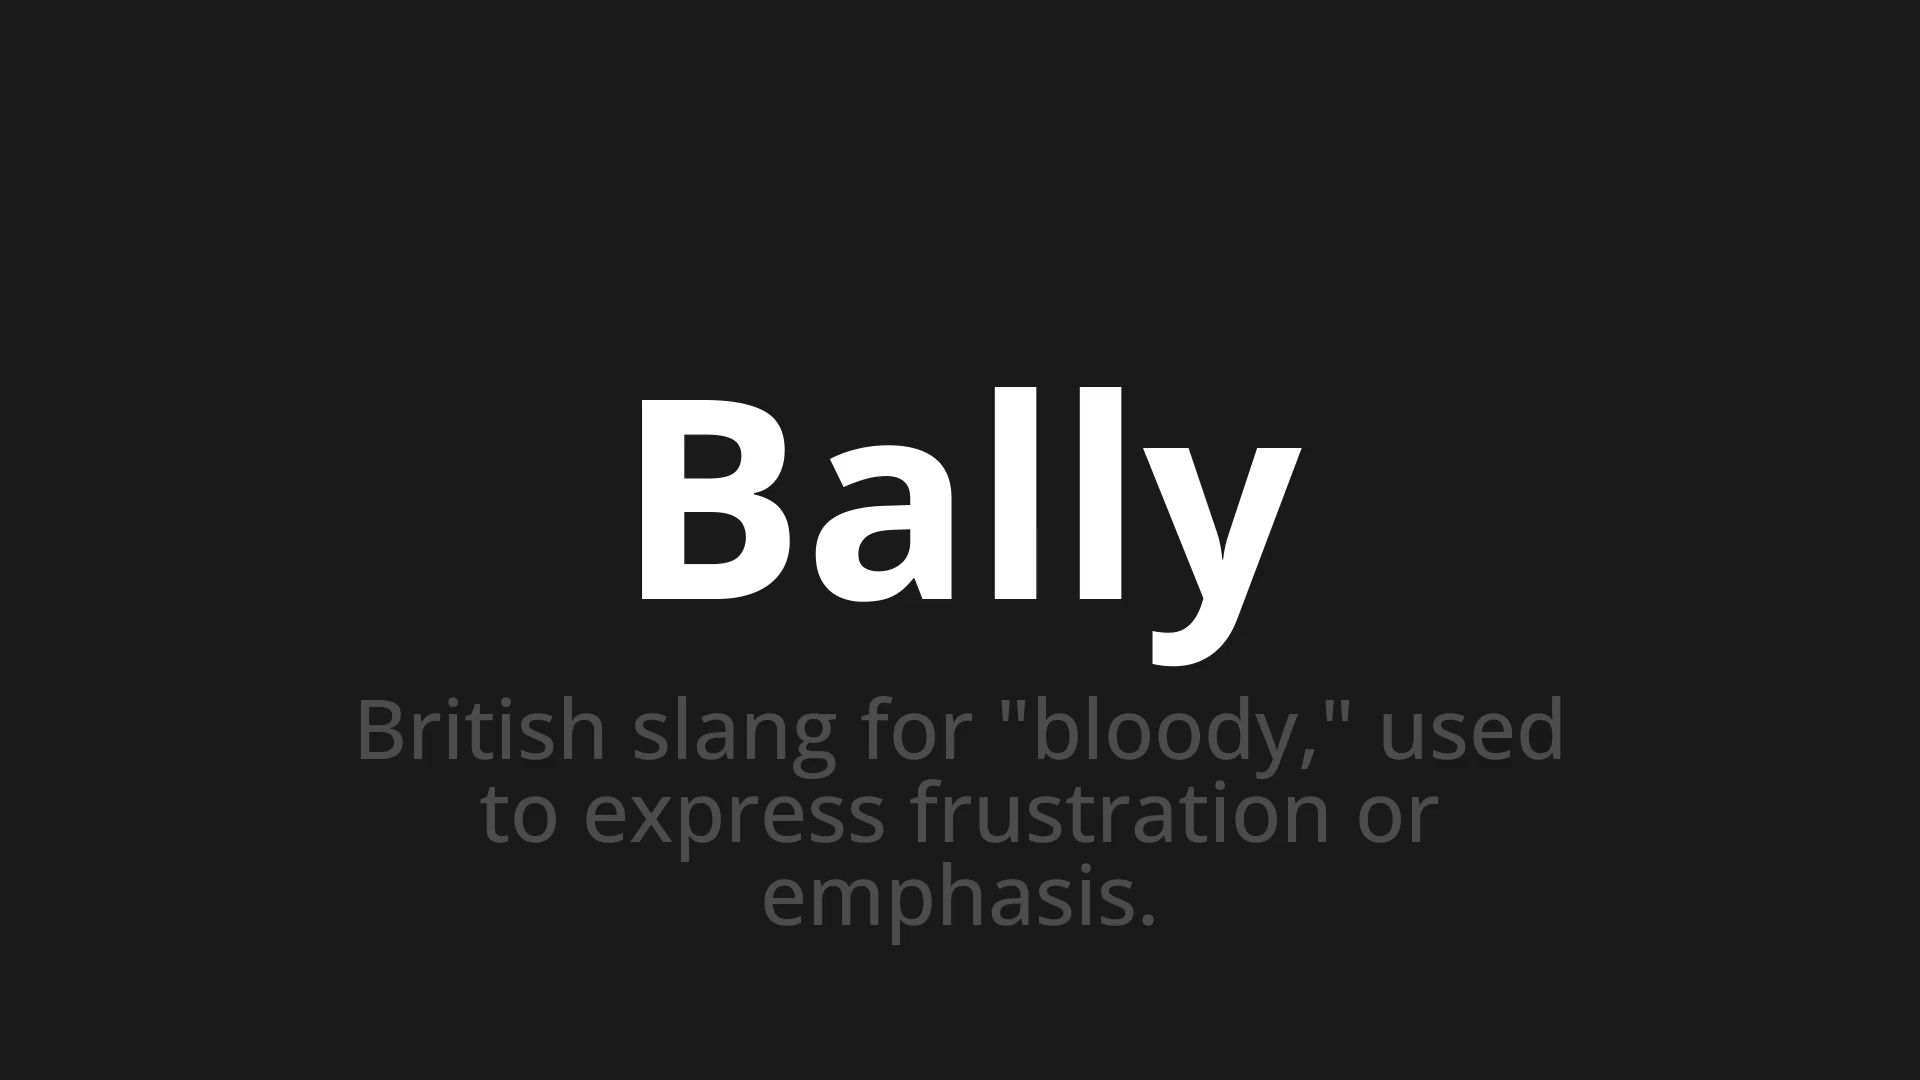 Bally
British slang for "bloody," used
to express frustration or
emphasis.